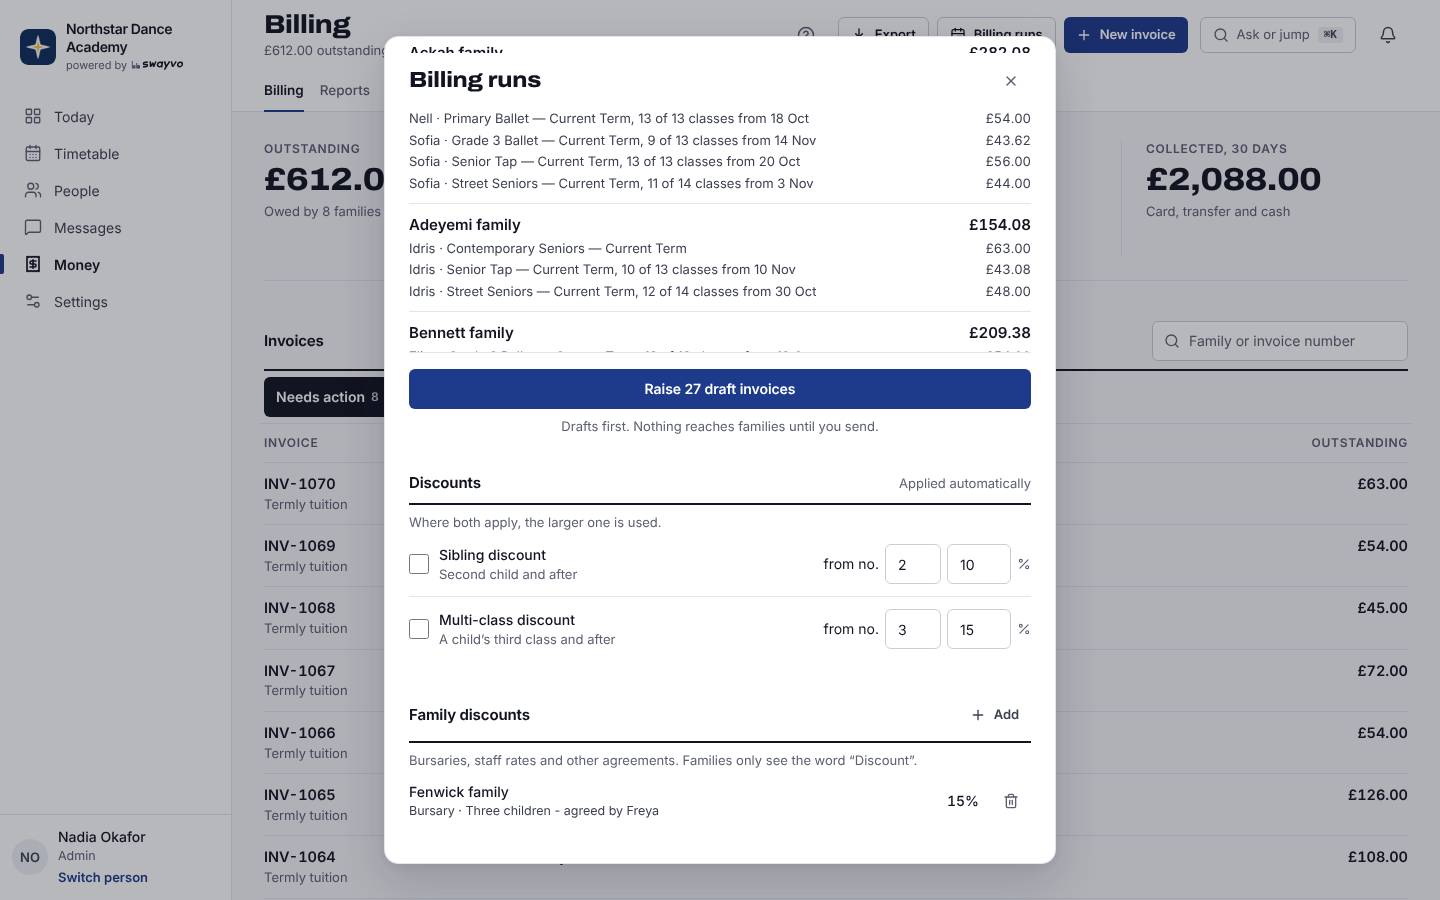 Northstar Dance
Academy
powered by swayvo
Today
Timetable
People
Messages
Money
Settings
NO
Nadia Okafor
Admin
Switch person
Billing
£612.00 outstanding
Export
Billing runs
New invoice
Ask or jump ⌘K
Billing
Reports
OUTSTANDING
£612.0
Owed by 8 families
COLLECTED, 30 DAYS
£2,088.00
Card, transfer and cash
Invoices
Family or invoice number
Needs action 8
INVOICE
OUTSTANDING
INV-1070 £63.00
Termly tuition
INV-1069 £54.00
Termly tuition
INV-1068 £45.00
Termly tuition
INV-1067 £72.00
Termly tuition
INV-1066 £54.00
Termly tuition
INV-1065 £126.00
Termly tuition
INV-1064 £108.00
Termly tuition
Ackah family £282.08
Billing runs
Nell · Primary Ballet — Current Term, 13 of 13 classes from 18 Oct £54.00
Sofia · Grade 3 Ballet — Current Term, 9 of 13 classes from 14 Nov £43.62
Sofia · Senior Tap — Current Term, 13 of 13 classes from 20 Oct £56.00
Sofia · Street Seniors — Current Term, 11 of 14 classes from 3 Nov £44.00
Adeyemi family £154.08
Idris · Contemporary Seniors — Current Term £63.00
Idris · Senior Tap — Current Term, 10 of 13 classes from 10 Nov £43.08
Idris · Street Seniors — Current Term, 12 of 14 classes from 30 Oct £48.00
Bennett family £209.38
Raise 27 draft invoices
Drafts first. Nothing reaches families until you send.
Discounts Applied automatically
Where both apply, the larger one is used.
Sibling discount
Second child and after
from no. 2 10 %
Multi-class discount
A child’s third class and after
from no. 3 15 %
Family discounts Add
Bursaries, staff rates and other agreements. Families only see the word “Discount”.
Fenwick family
Bursary · Three children - agreed by Freya
15%